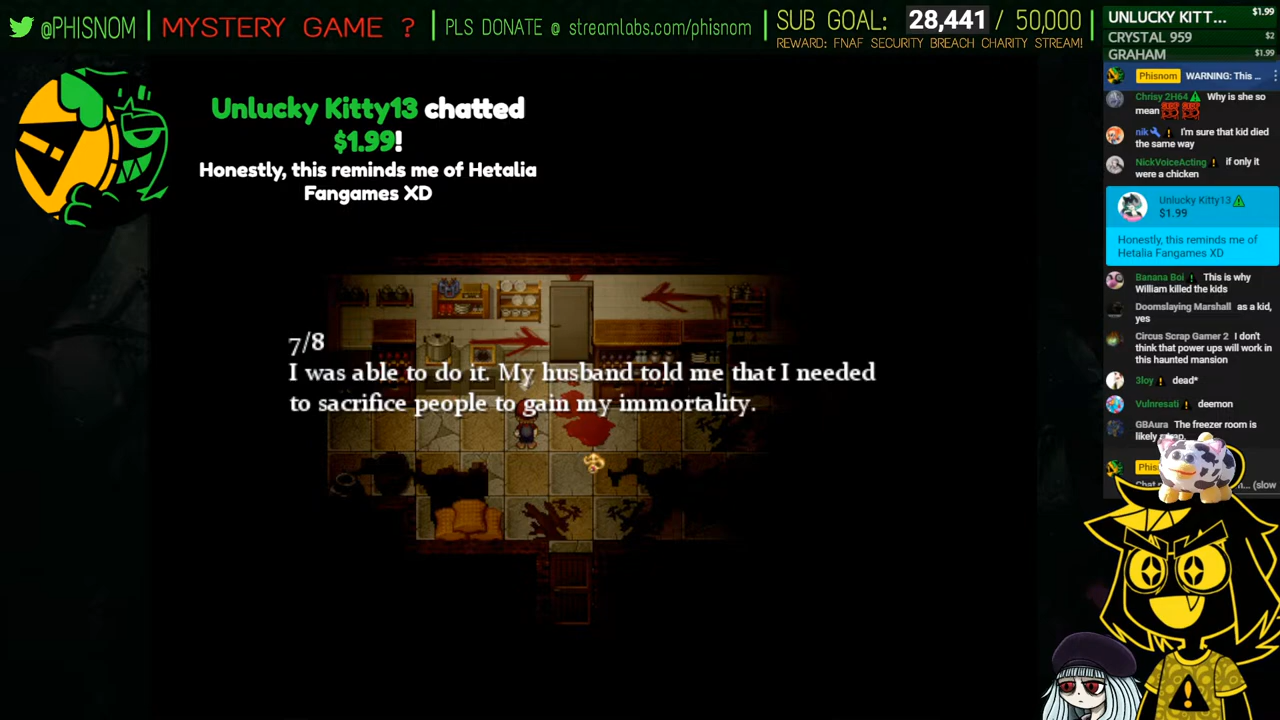 @PHISNOM
MYSTERY GAME ?
PLS DONATE @ streamlabs.com/phisnom
SUB GOAL: 28,441 / 50,000
REWARD: FNAF SECURITY BREACH CHARITY STREAM!
Unlucky Kitty13 chatted
$1.99!
Honestly, this reminds me of Hetalia
Fangames XD
7/8
I was able to do it. My husband told me that I needed
to sacrifice people to gain my immortality.
UNLUCKY KITT... $1.99
CRYSTAL 959 $2
GRAHAM $1.99
Phisnom WARNING: This ...
Chrisy 2H64 Why is she so
mean
nik I'm sure that kid died
the same way
NickVoiceActing if only it
were a chicken
Unlucky Kitty13
$1.99
Honestly, this reminds me of
Hetalia Fangames XD
Banana Boi This is why
William killed the kids
Doomslaying Marshall as a kid,
yes
Circus Scrap Gamer 2 I don't
think that power ups will work in
this haunted mansion
3loy dead*
Vulnresati deemon
GBAura The freezer room is
likely
(slow